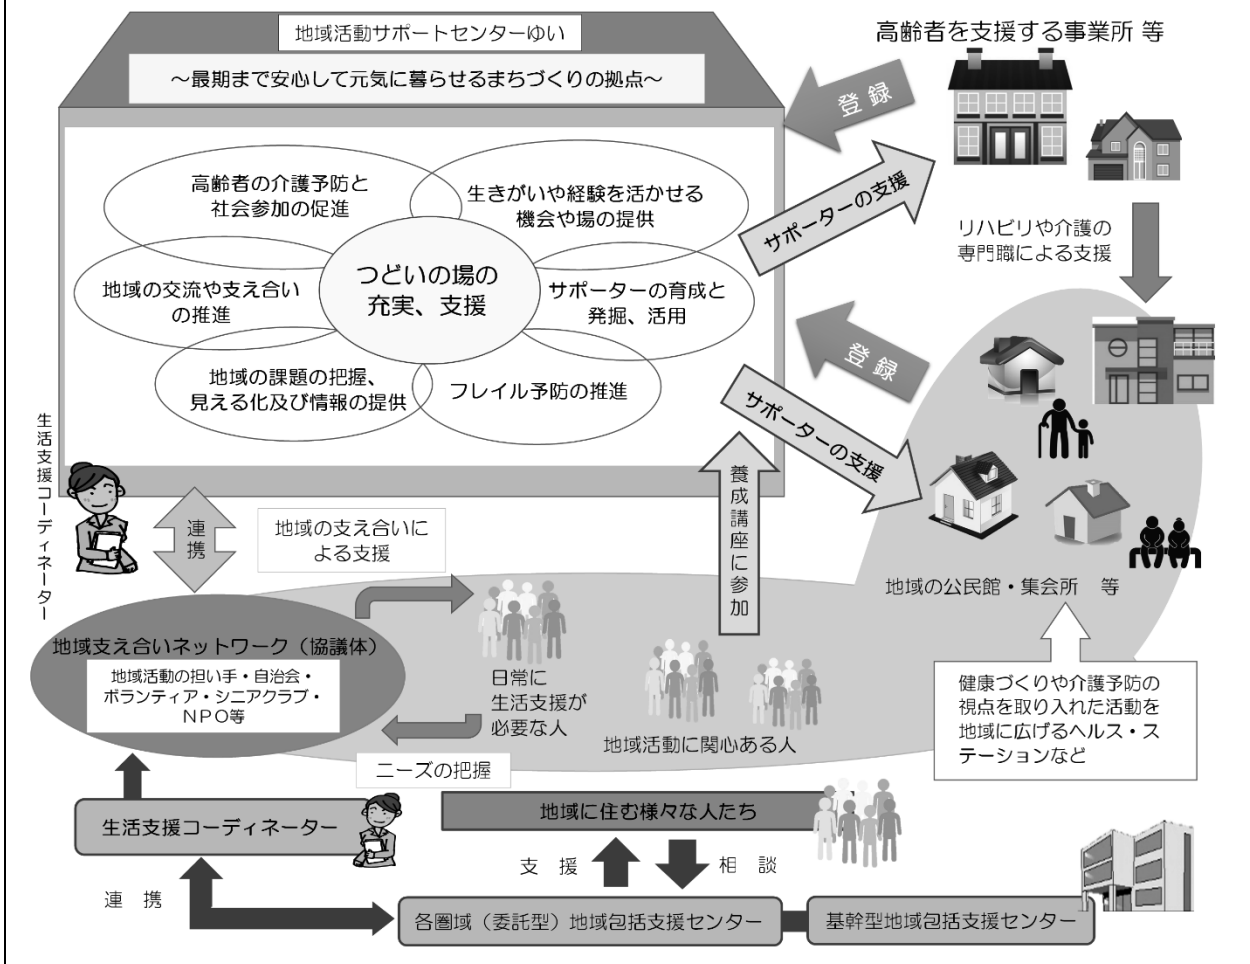 地域活動サポートセンターゆい
～最期まで安心して元気に暮らせるまちづくりの拠点～
高齢者を支援する事業所 等
登 録
高齢者の介護予防と
社会参加の促進
生きがいや経験を活かせる
機会や場の提供
サポーターの支援
リハビリや介護の
専門職による支援
つどいの場の
充実、支援
地域の交流や支え合い
の推進
サポーターの育成と
発掘、活用
登 録
地域の課題の把握、
見える化及び情報の提供
フレイル予防の推進
サポーターの支援
生活支援コーディネーター
連携
地域の支え合いに
よる支援
養成講座に参加
地域の公民館・集会所　等
地域支え合いネットワーク（協議体）
地域活動の担い手・自治会・
ボランティア・シニアクラブ・
ＮＰＯ等
日常に
生活支援が
必要な人
地域活動に関心ある人
健康づくりや介護予防の
視点を取り入れた活動を
地域に広げるヘルス・ス
テーションなど
ニーズの把握
生活支援コーディネーター
地域に住む様々な人たち
支　援
相　談
連　携
各圏域（委託型）地域包括支援センター
基幹型地域包括支援センター